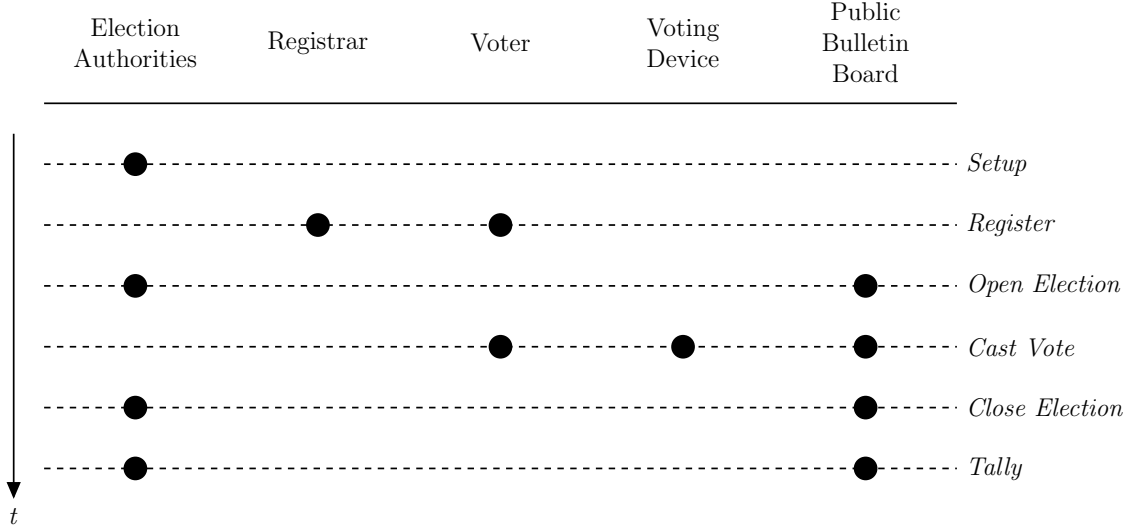 Election
Authorities
Registrar
Voter
Voting
Device
Public
Bulletin
Board
Setup
Register
Open Election
Cast Vote
Close Election
Tally
t